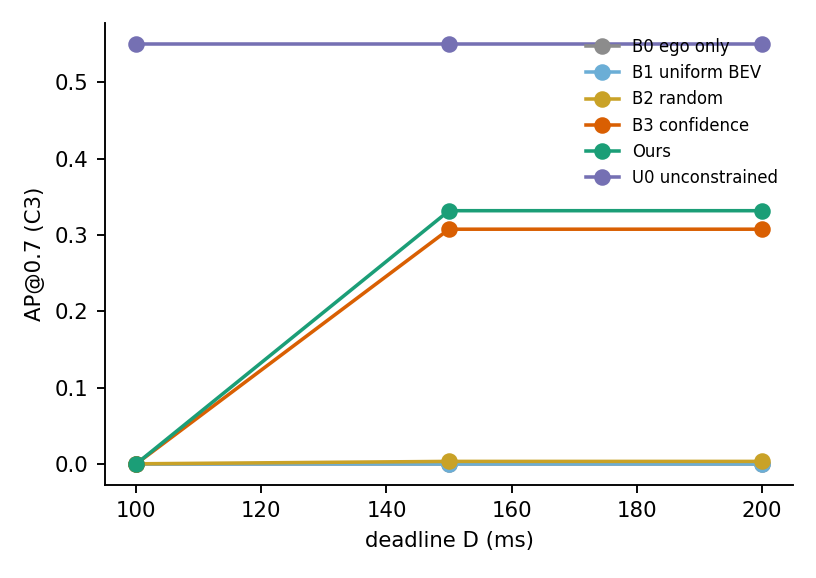 B0 ego only
B1 uniform BEV
B2 random
B3 confidence
Ours
U0 unconstrained
AP@0.7 (C3)
0.5
0.4
0.3
0.2
0.1
0.0
100 120 140 160 180 200
deadline D (ms)